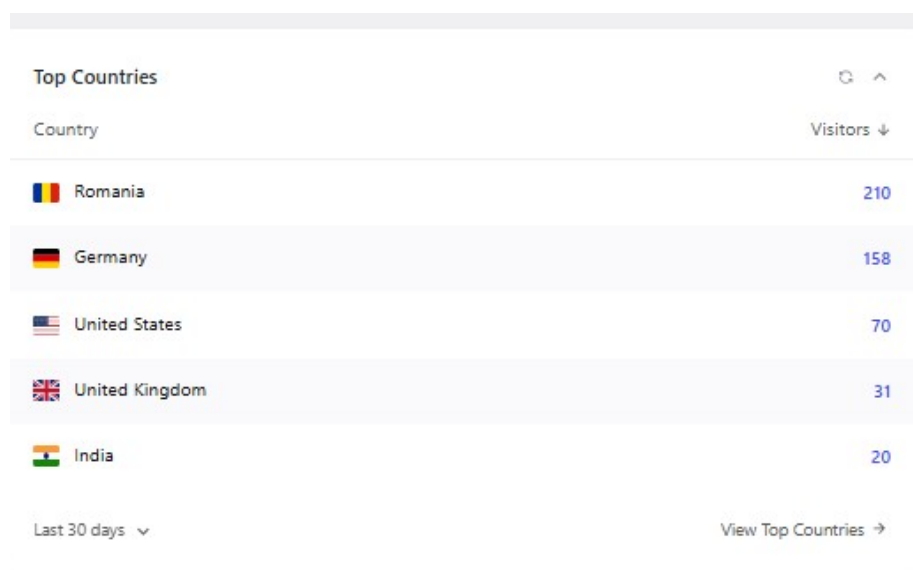 Top Countries
Country Visitors ↓
Romania 210
Germany 158
United States 70
United Kingdom 31
India 20
Last 30 days View Top Countries →